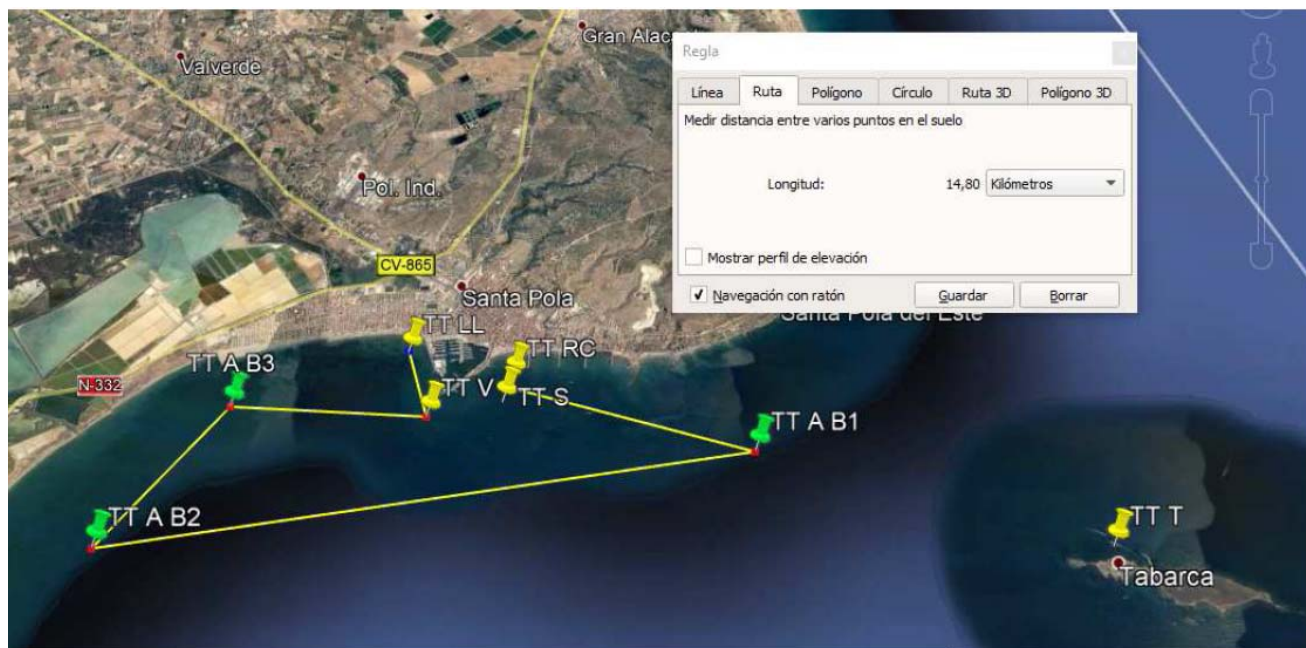 Gran Alac
Valverde
Regla
Línea Ruta Polígono Círculo Ruta 3D Polígono 3D
Medir distancia entre varios puntos en el suelo
Longitud: 14,80 Kilómetros
Mostrar perfil de elevación
Navegación con ratón Guardar Borrar
Pol. Ind.
CV-865
Santa Pola
Santa Pola del Este
TT LL
TT RC
TT A B3
N-332
TT V
TT S
TT A B1
TT A B2
TT T
Tabarca